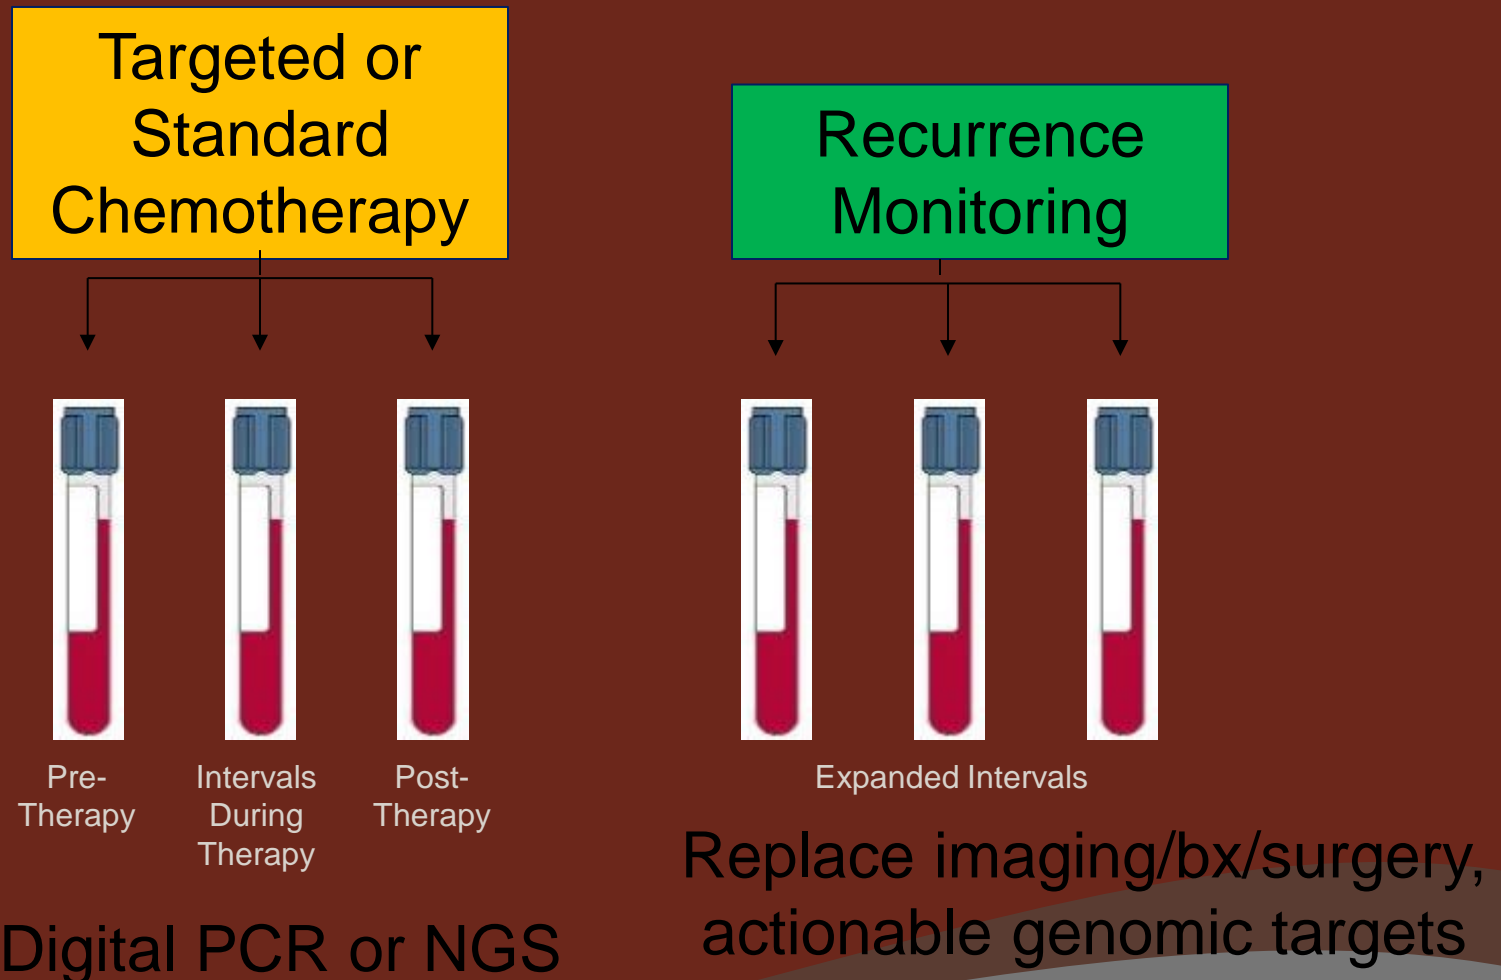 Targeted or
Standard
Chemotherapy
Recurrence
Monitoring
Pre-
Therapy
Intervals
During
Therapy
Post-
Therapy
Expanded Intervals
Digital PCR or NGS
Replace imaging/bx/surgery,
actionable genomic targets